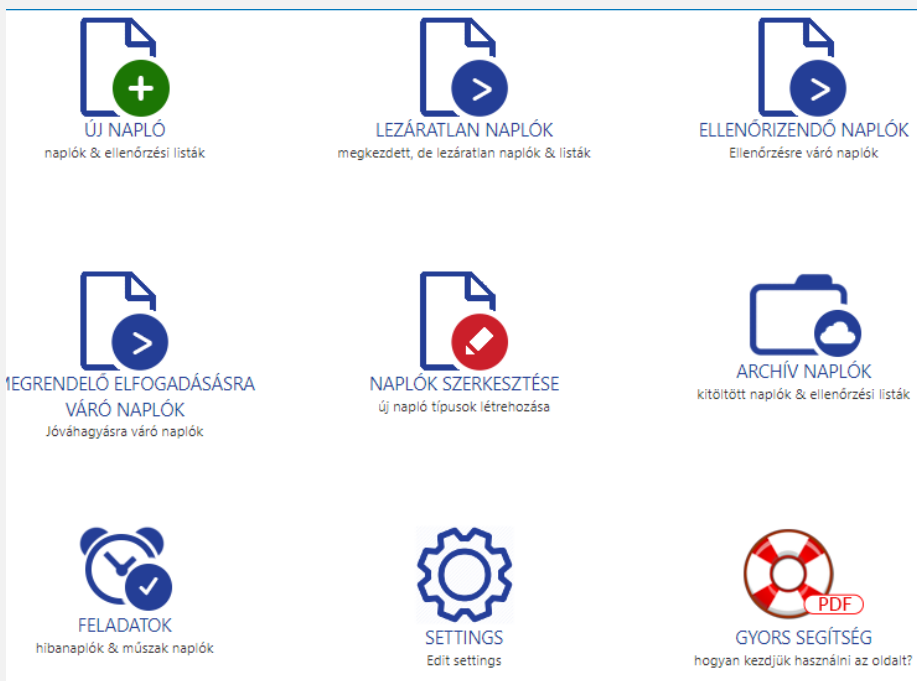 ÚJ NAPLÓ
naplók & ellenőrzési listák
LEZÁRATLAN NAPLÓK
megkezdett, de lezáratlan naplók & listák
ELLENŐRIZENDŐ NAPLÓK
Ellenőrzésre váró naplók
MEGRENDELŐ ELFOGADÁSÁSRA
VÁRÓ NAPLÓK
Jóváhagyásra váró naplók
NAPLÓK SZERKESZTÉSE
új napló típusok létrehozása
ARCHÍV NAPLÓK
kitöltött naplók & ellenőrzési listák
FELADATOK
hibanaplók & műszak naplók
SETTINGS
Edit settings
PDF
GYORS SEGÍTSÉG
hogyan kezdjük használni az oldalt?